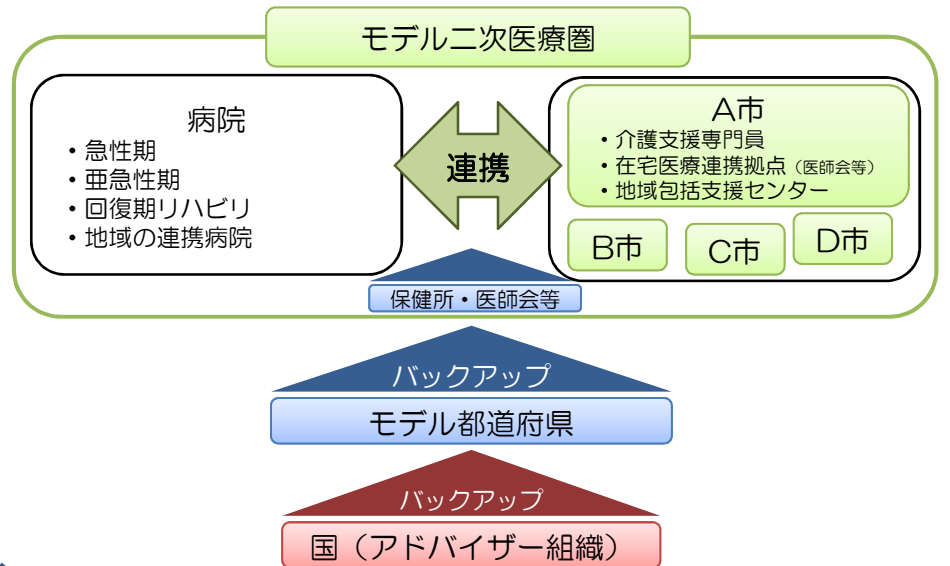 モデル二次医療圏
病院
・急性期
・亜急性期
・回復期リハビリ
・地域の連携病院
連携
A市
・介護支援専門員
・在宅医療連携拠点（医師会等）
・地域包括支援センター
B市
C市
D市
保健所・医師会等
バックアップ
モデル都道府県
バックアップ
国（アドバイザー組織）